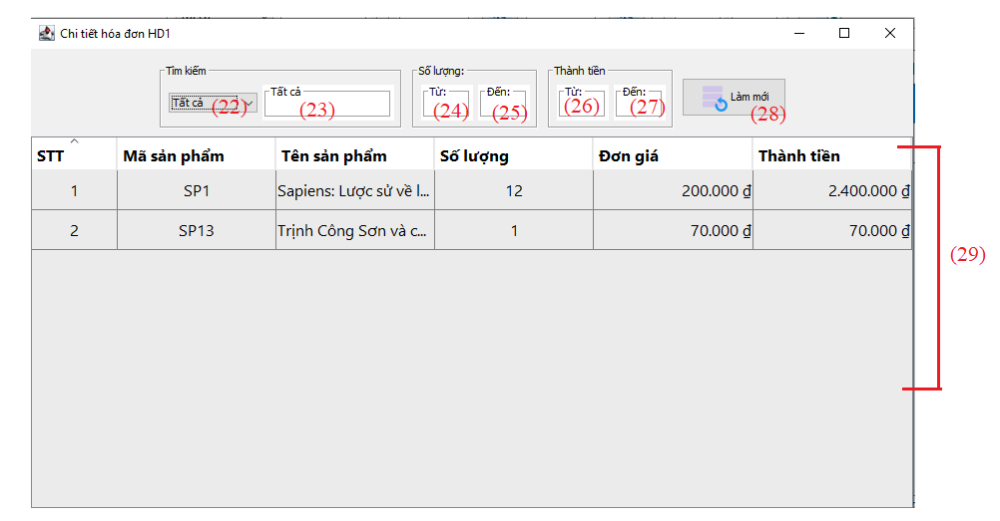 Chi tiết hóa đơn HD1
Tìm kiếm
Tất cả (22)
Tất cả
(23)
Số lượng:
Từ:
(24)
Đến:
(25)
Thành tiền
Từ:
(26)
Đến:
(27)
Làm mới
(28)
STT Mã sản phẩm Tên sản phẩm Số lượng Đơn giá Thành tiền
1 SP1 Sapiens: Lược sử về l... 12 200.000 ₫ 2.400.000 ₫
2 SP13 Trịnh Công Sơn và c... 1 70.000 ₫ 70.000 ₫
(29)